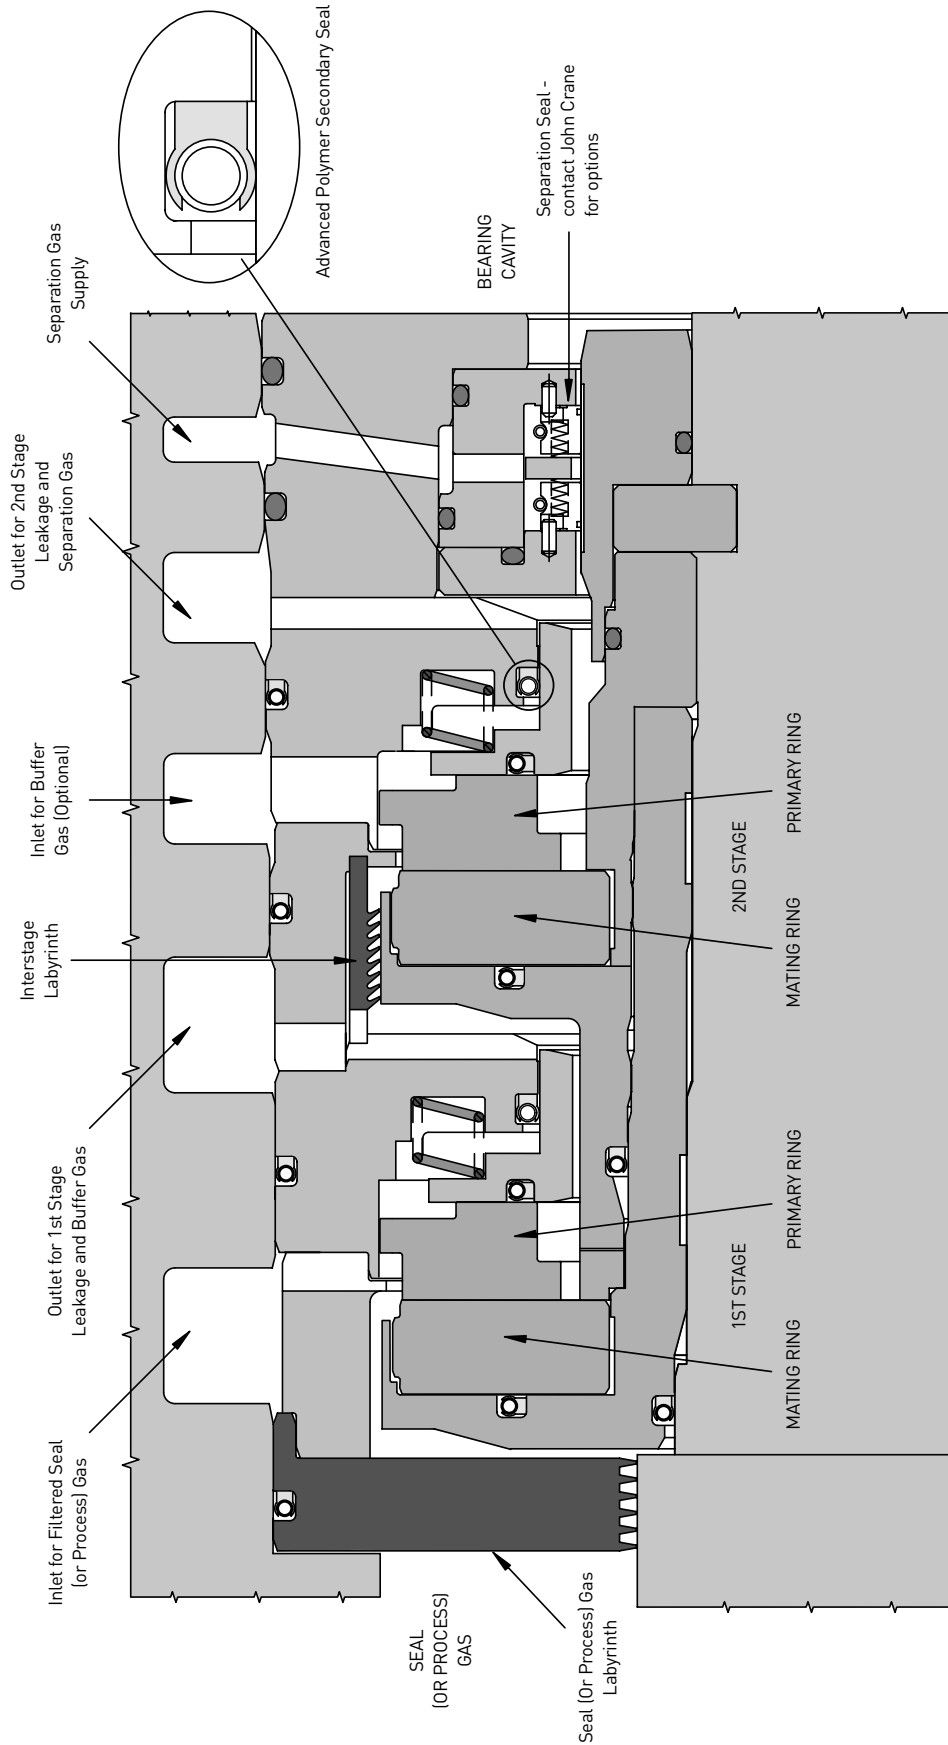 Inlet for Filtered Seal
(or Process) Gas
Outlet for 1st Stage
Leakage and Buffer Gas
Interstage
Labyrinth
Inlet for Buffer
Gas (Optional)
Outlet for 2nd Stage
Leakage and
Separation Gas
Separation Gas
Supply
Advanced Polymer Secondary Seal
SEAL
(OR PROCESS)
GAS
BEARING
CAVITY
Separation Seal -
contact John Crane
for options
Seal (Or Process) Gas
Labyrinth
1ST STAGE
2ND STAGE
MATING RING
PRIMARY RING
MATING RING
PRIMARY RING